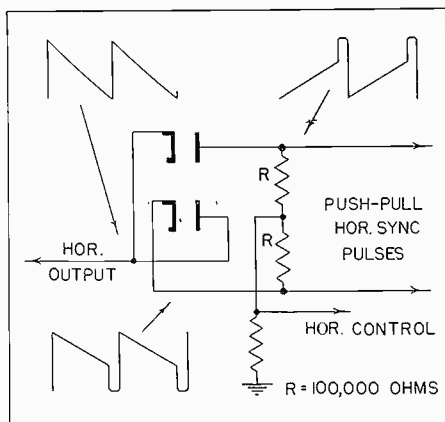 R
PUSH-PULL
HOR. SYNC
PULSES
R
HOR.
OUTPUT
HOR. CONTROL
R = 100,000 OHMS